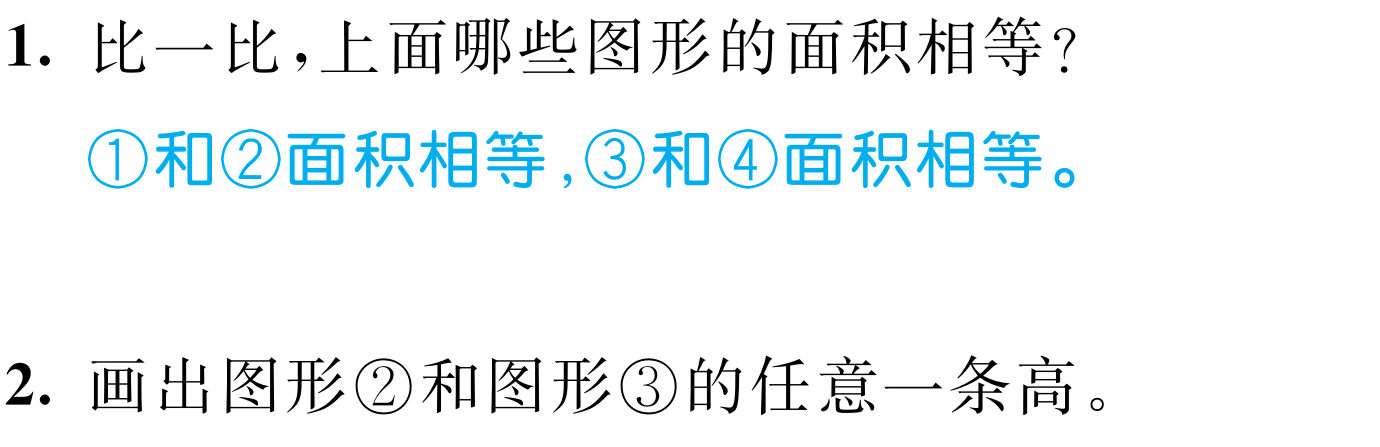 1. 比一比,上面哪些图形的面积相等?
①和②面积相等,③和④面积相等。
2. 画出图形②和图形③的任意一条高。